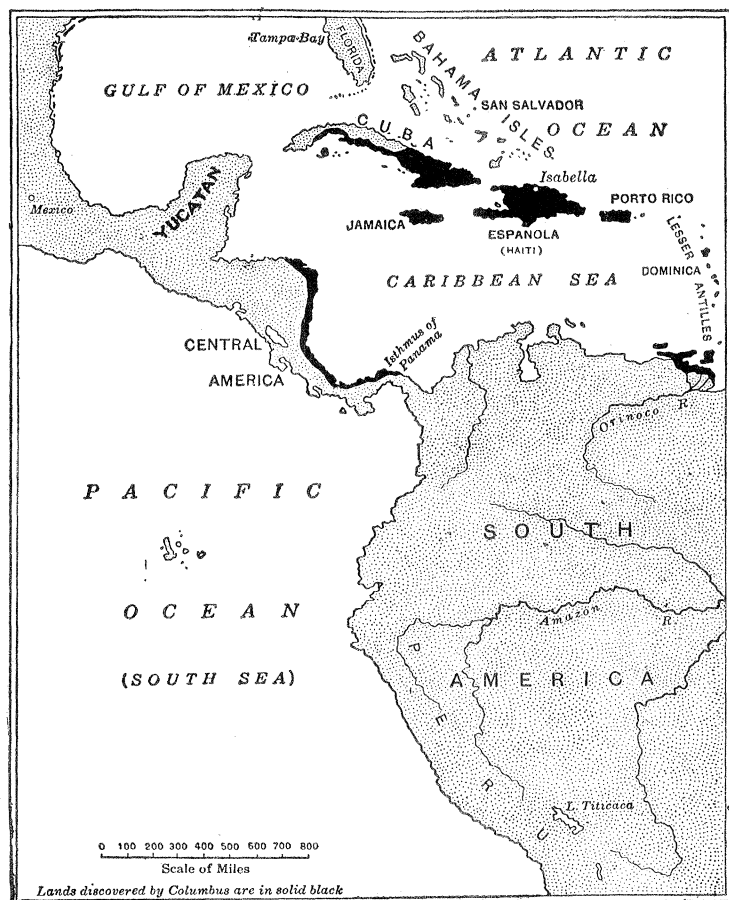 Tampa Bay
FLORIDA
BAHAMA ISLES
ATLANTIC
OCEAN
GULF OF MEXICO
SAN SALVADOR
CUBA
Isabella
Mexico
YUCATAN
PORTO RICO
JAMAICA
ESPANOLA
(HAITI)
LESSER ANTILLES
DOMINICA
CARIBBEAN SEA
CENTRAL
AMERICA
Isthmus of
Panama
Orinoco R.
PACIFIC
OCEAN
(SOUTH SEA)
SOUTH
AMERICA
Amazon R.
PERU
L. Titicaca
0 100 200 300 400 500 600 700 800
Scale of Miles
Lands discovered by Columbus are in solid black